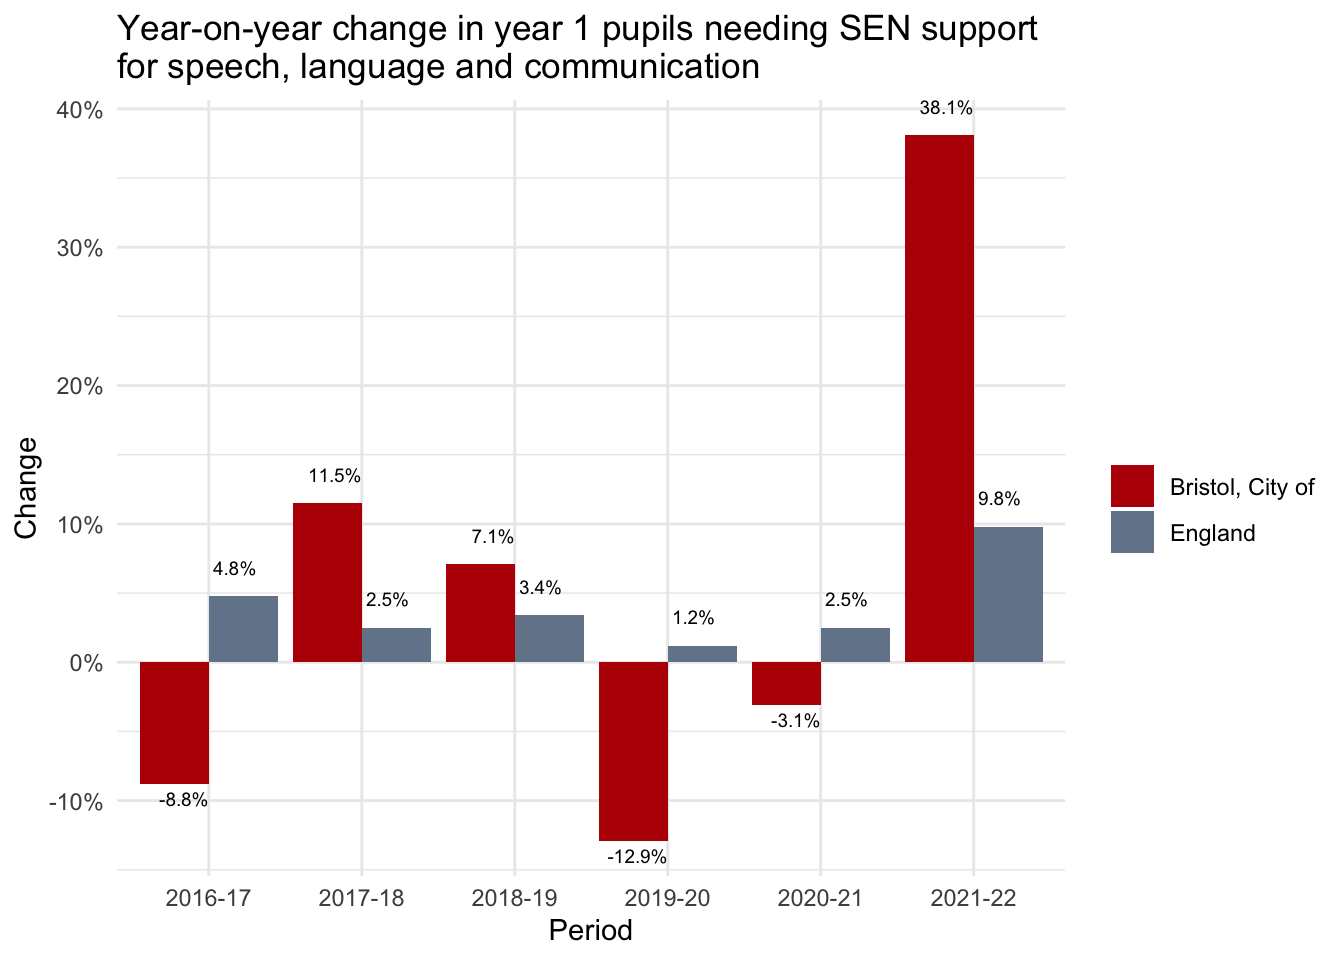 Year-on-year change in year 1 pupils needing SEN support
for speech, language and communication
40%
30%
20%
10%
0%
-10%
Change
38.1%
11.5%
9.8%
7.1%
4.8%
2.5%
3.4%
1.2%
2.5%
-3.1%
-8.8%
-12.9%
Bristol, City of
England
2016-17 2017-18 2018-19 2019-20 2020-21 2021-22
Period